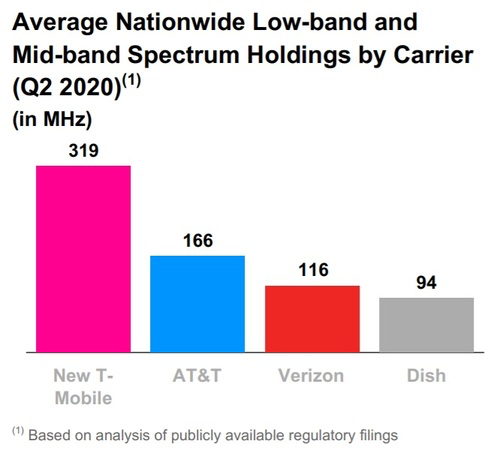 Average Nationwide Low-band and
Mid-band Spectrum Holdings by Carrier
(Q2 2020)(1)
(in MHz)
319
166
116
94
New T-
Mobile
AT&T
Verizon
Dish
(1) Based on analysis of publicly available regulatory filings